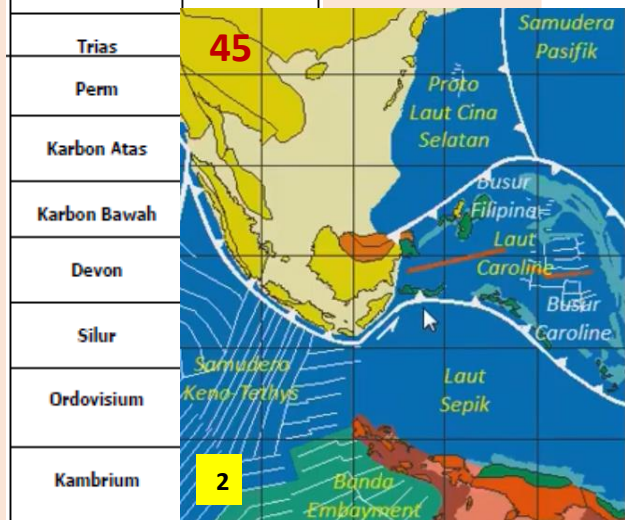 Trias
Perm
Karbon Atas
Karbon Bawah
Devon
Silur
Ordovisium
Kambrium
45
Samudera
Pasifik
Proto
Laut Cina
Selatan
Busur
Filipina
Laut
Caroline
Busur
Caroline
Samudera
Keno-Tethys
Laut
Sepik
2
Banda
Embayment